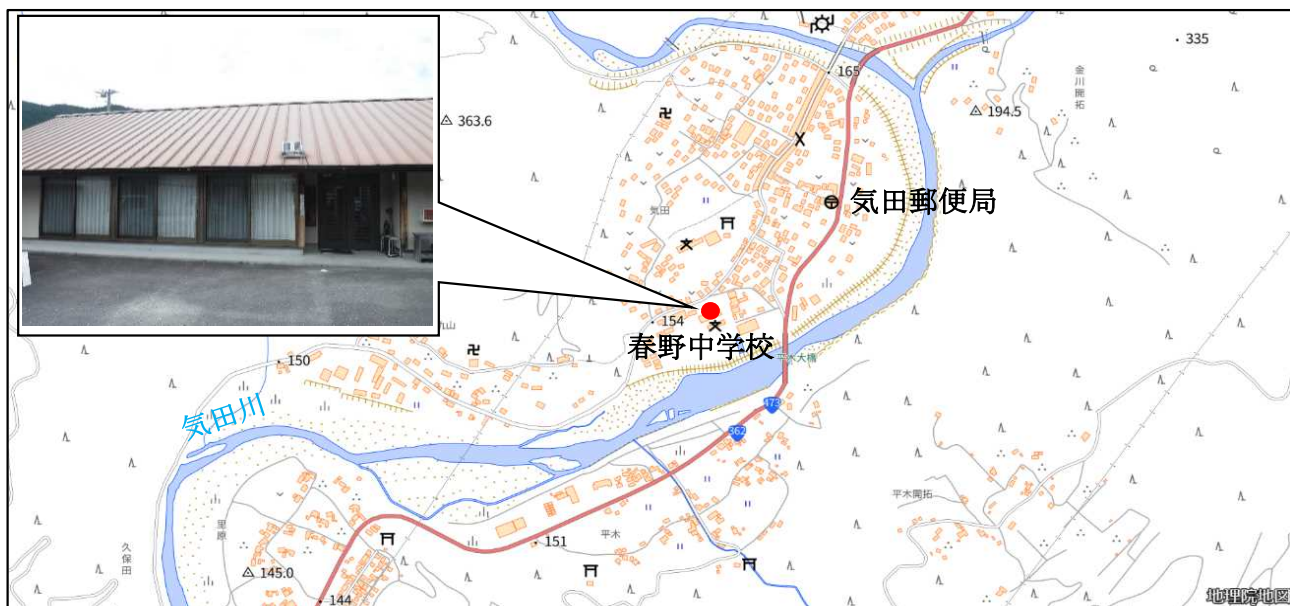 165
335
金川開拓
363.6
194.5
気田郵便局
気田
154
春野中学校
平木大橋
150
気田川
473
362
平木開拓
里原
久保田
平木
151
145.0
144
地理院地図